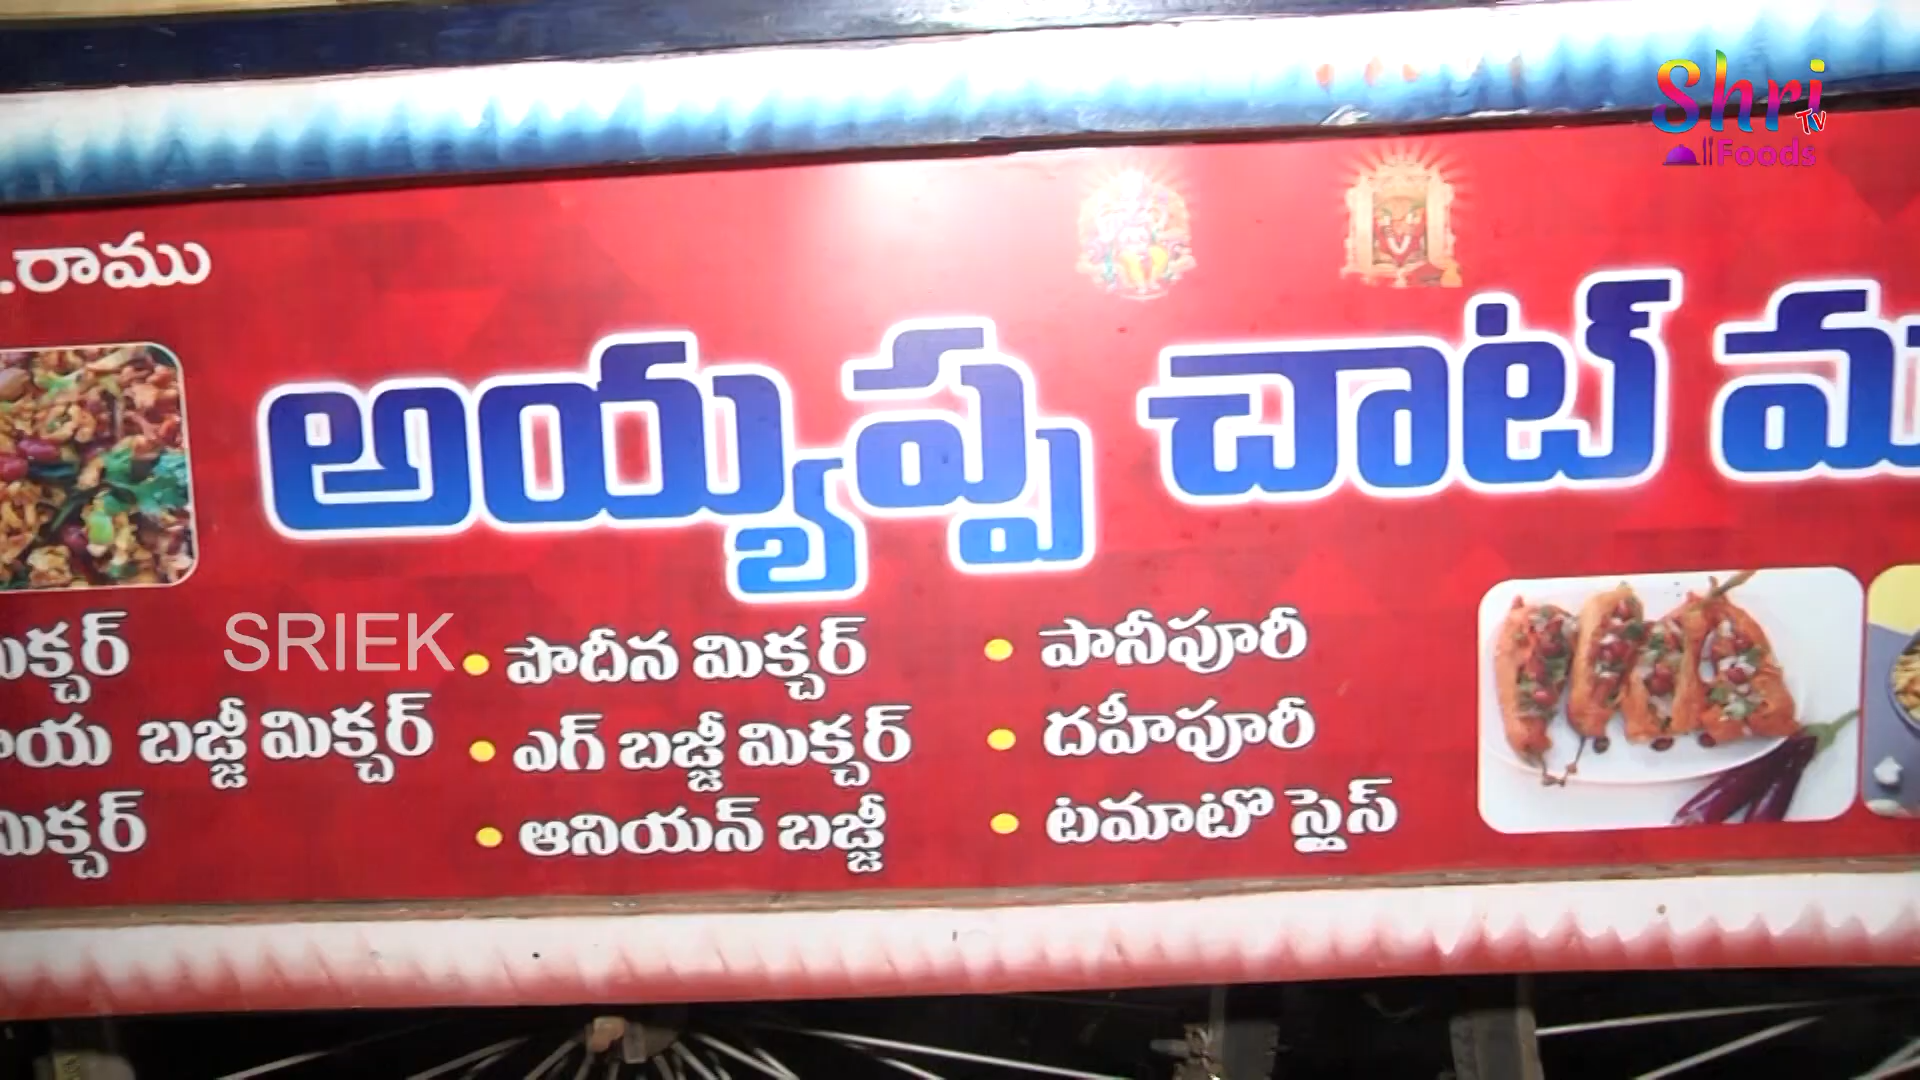 Shri
TV
Foods
.రాము
అయ్యప్ప చాట్
SRIEK
మిక్చర్
• పొదీన మిక్చర్
• పానీపూరీ
బజ్జీ మిక్చర్
• ఎగ్ బజ్జీ మిక్చర్
• దహీపూరీ
మిక్చర్
• ఆనియన్ బజ్జీ
• టమాటొ స్లైస్